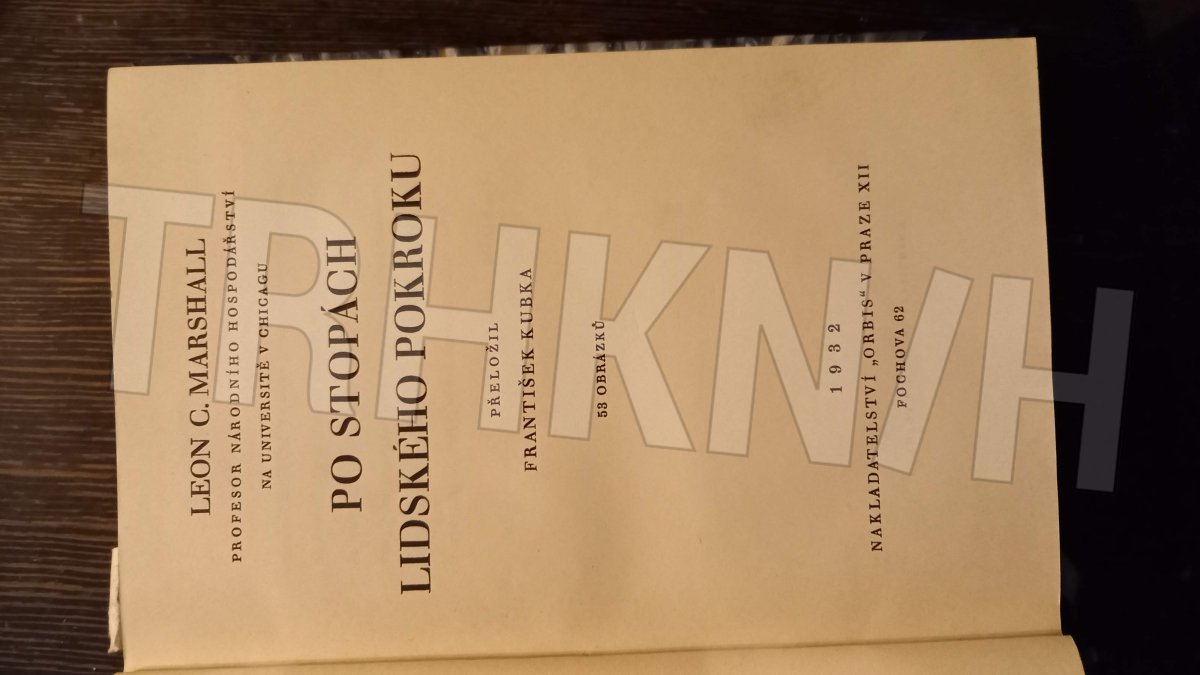 LEON C. MARSHALL
PROFESOR NÁRODNÍHO HOSPODÁŘSTVÍ
NA UNIVERSITĚ V CHICAGU
PO STOPÁCH
LIDSKÉHO POKROKU
PŘELOŽIL
FRANTIŠEK KUBKA
53 OBRÁZKŮ
1932
NAKLADATELSTVÍ „ORBIS“ V PRAZE XII
FOCHOVA 62
TRHKNIH